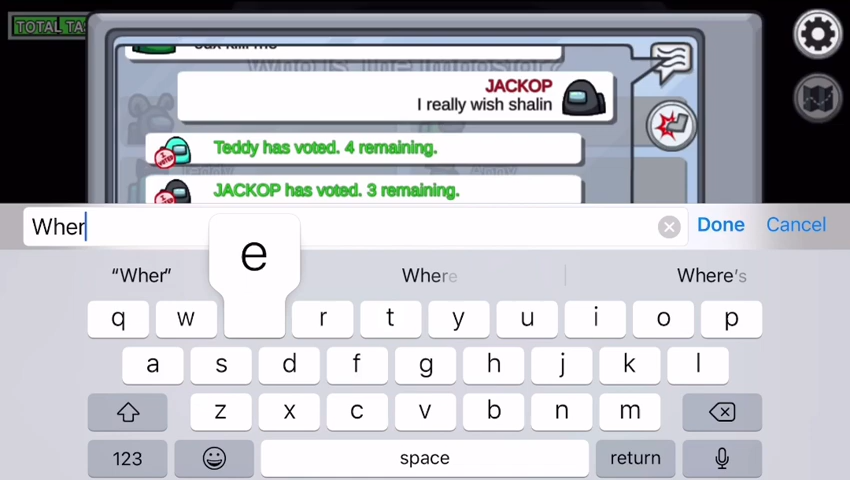 TOTAL TAS
JACKOP
I really wish shalin
Teddy has voted. 4 remaining.
JACKOP has voted. 3 remaining.
Wher
Done
Cancel
e
"Wher"
Where
Where's
q w r t y u i o p
a s d f g h j k l
z x c v b n m
123
space
return